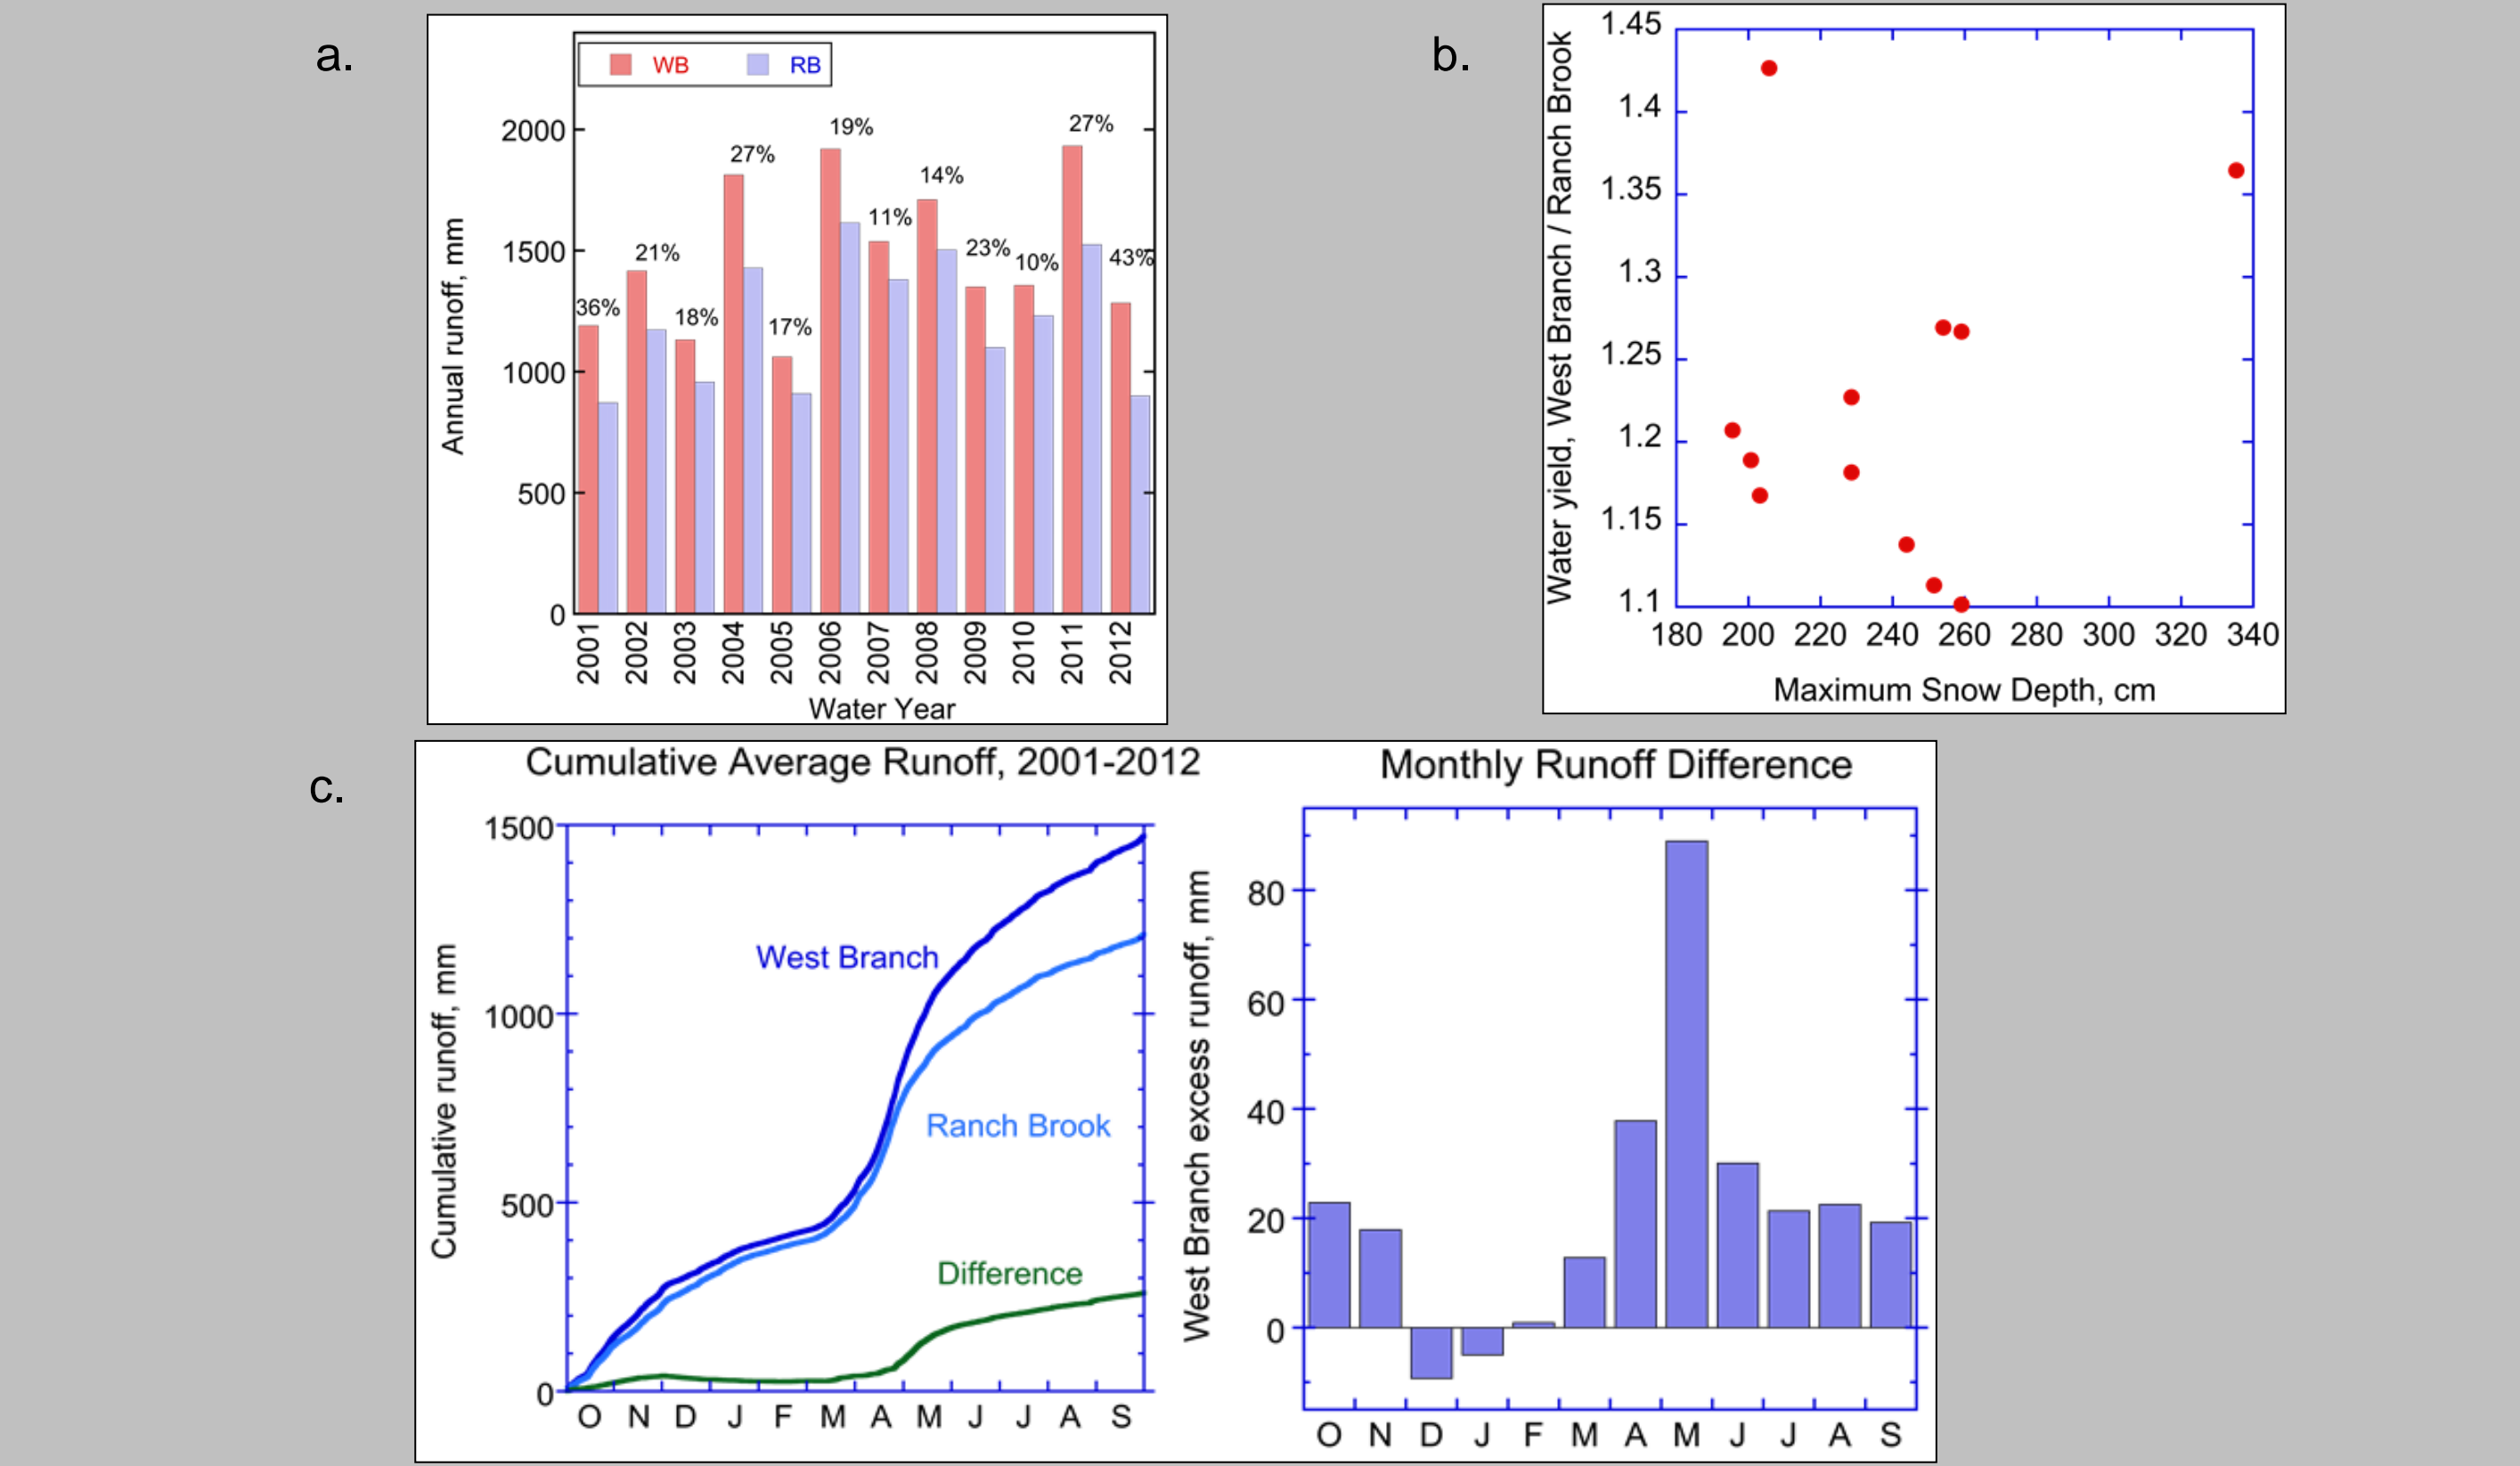 a.
WB RB
Annual runoff, mm
2000
1500
1000
500
0
36%
21%
18%
27%
17%
19%
11%
14%
23%
10%
27%
43%
2001 2002 2003 2004 2005 2006 2007 2008 2009 2010 2011 2012
Water Year
b.
Water yield, West Branch / Ranch Brook
1.45
1.4
1.35
1.3
1.25
1.2
1.15
1.1
180 200 220 240 260 280 300 320 340
Maximum Snow Depth, cm
c.
Cumulative Average Runoff, 2001-2012
Cumulative runoff, mm
1500
1000
500
0
West Branch
Ranch Brook
Difference
O N D J F M A M J J A S
Monthly Runoff Difference
West Branch excess runoff, mm
80
60
40
20
0
O N D J F M A M J J A S